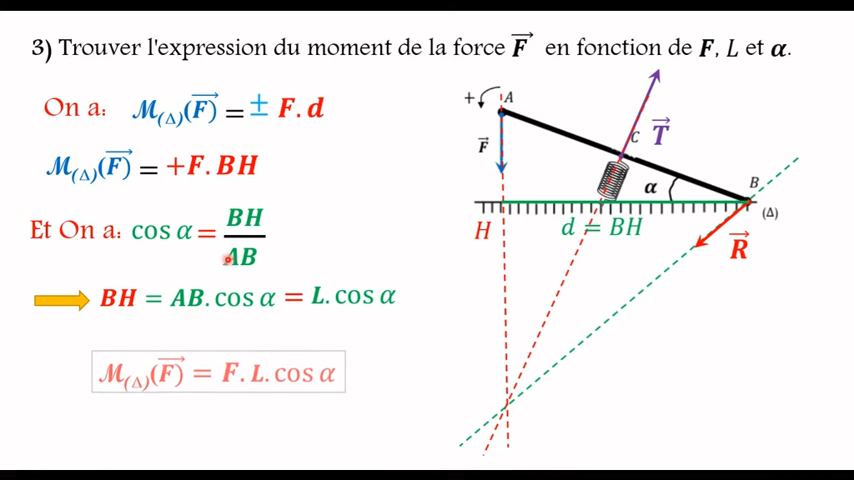 3) Trouver l'expression du moment de la force F⃗ en fonction de F, L et α.
On a: ℳ(Δ)(F⃗) = ± F.d
ℳ(Δ)(F⃗) = +F.BH
Et On a: cos α = BH/AB
BH = AB.cos α = L.cos α
ℳ(Δ)(F⃗) = F.L.cos α
+ A
F⃗
C T⃗
α
B
(Δ)
H
d = BH
R⃗